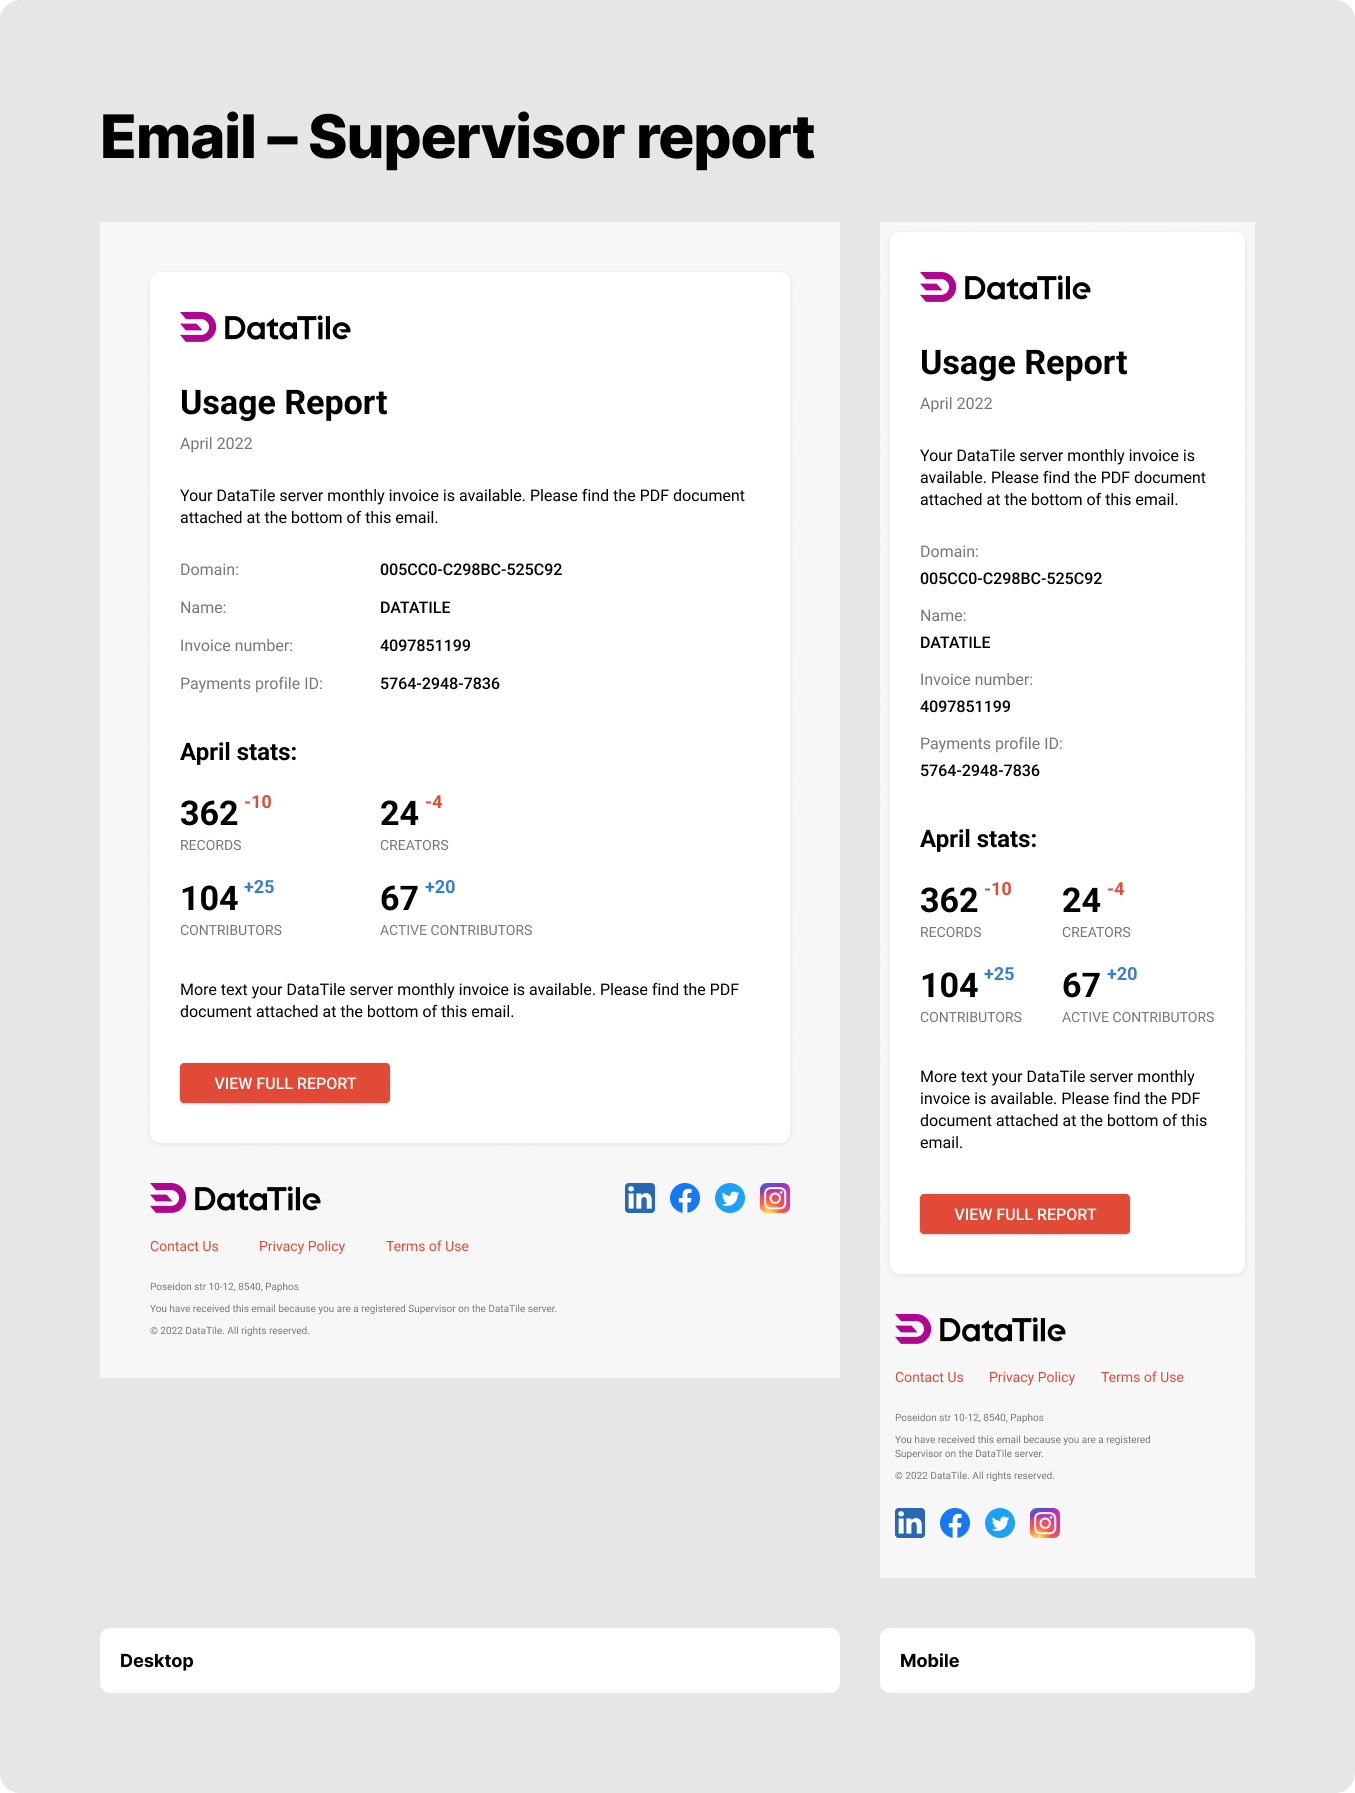 Email – Supervisor report
DataTile
Usage Report
April 2022
Your DataTile server monthly invoice is available. Please find the PDF document
attached at the bottom of this email.
Domain: 005CC0-C298BC-525C92
Name: DATATILE
Invoice number: 4097851199
Payments profile ID: 5764-2948-7836
April stats:
362 -10 24 -4
RECORDS CREATORS
104 +25 67 +20
CONTRIBUTORS ACTIVE CONTRIBUTORS
More text your DataTile server monthly invoice is available. Please find the PDF
document attached at the bottom of this email.
VIEW FULL REPORT
DataTile
Contact Us Privacy Policy Terms of Use
Poseidon str 10-12, 8540, Paphos
You have received this email because you are a registered Supervisor on the DataTile server.
© 2022 DataTile. All rights reserved.
Desktop
DataTile
Usage Report
April 2022
Your DataTile server monthly invoice is
available. Please find the PDF document
attached at the bottom of this email.
Domain:
005CC0-C298BC-525C92
Name:
DATATILE
Invoice number:
4097851199
Payments profile ID:
5764-2948-7836
April stats:
362 -10 24 -4
RECORDS CREATORS
104 +25 67 +20
CONTRIBUTORS ACTIVE CONTRIBUTORS
More text your DataTile server monthly
invoice is available. Please find the PDF
document attached at the bottom of this
email.
VIEW FULL REPORT
DataTile
Contact Us Privacy Policy Terms of Use
Poseidon str 10-12, 8540, Paphos
You have received this email because you are a registered
Supervisor on the DataTile server.
© 2022 DataTile. All rights reserved.
Mobile